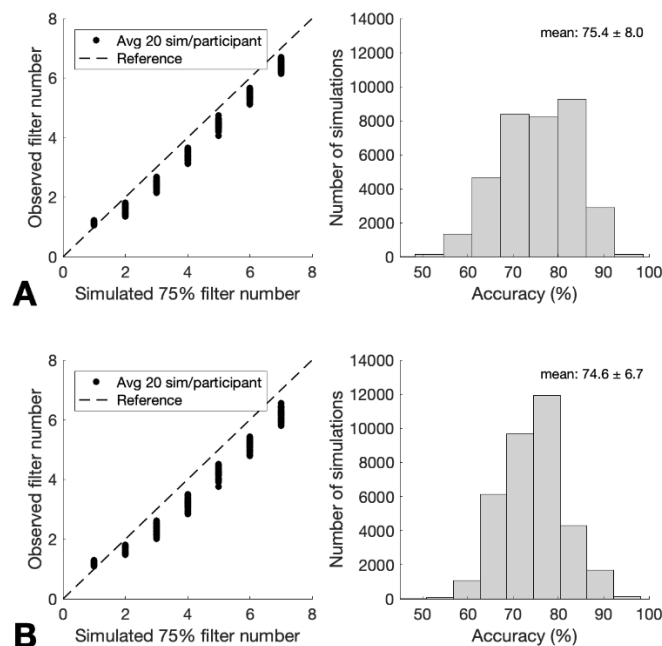 8
6
4
2
0
Observed filter number
Avg 20 sim/participant
Reference
0 2 4 6 8
Simulated 75% filter number
A
14000
12000
10000
8000
6000
4000
2000
0
Number of simulations
mean: 75.4 ± 8.0
50 60 70 80 90 100
Accuracy (%)
8
6
4
2
0
Observed filter number
Avg 20 sim/participant
Reference
0 2 4 6 8
Simulated 75% filter number
B
14000
12000
10000
8000
6000
4000
2000
0
Number of simulations
mean: 74.6 ± 6.7
50 60 70 80 90 100
Accuracy (%)